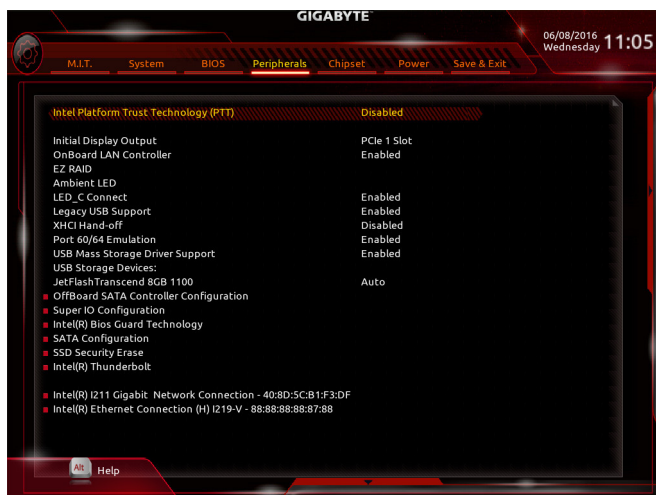 GIGABYTE™
06/08/2016 Wednesday 11:05
M.I.T. System BIOS Peripherals Chipset Power Save & Exit
Intel Platform Trust Technology (PTT) Disabled
Initial Display Output PCIe 1 Slot
OnBoard LAN Controller Enabled
EZ RAID
Ambient LED
LED_C Connect Enabled
Legacy USB Support Enabled
XHCI Hand-off Disabled
Port 60/64 Emulation Enabled
USB Mass Storage Driver Support Enabled
USB Storage Devices:
JetFlashTranscend 8GB 1100 Auto
OffBoard SATA Controller Configuration
Super IO Configuration
Intel(R) Bios Guard Technology
SATA Configuration
SSD Security Erase
Intel(R) Thunderbolt
Intel(R) I211 Gigabit Network Connection - 40:8D:5C:B1:F3:DF
Intel(R) Ethernet Connection (H) I219-V - 88:88:88:88:87:88
Alt Help